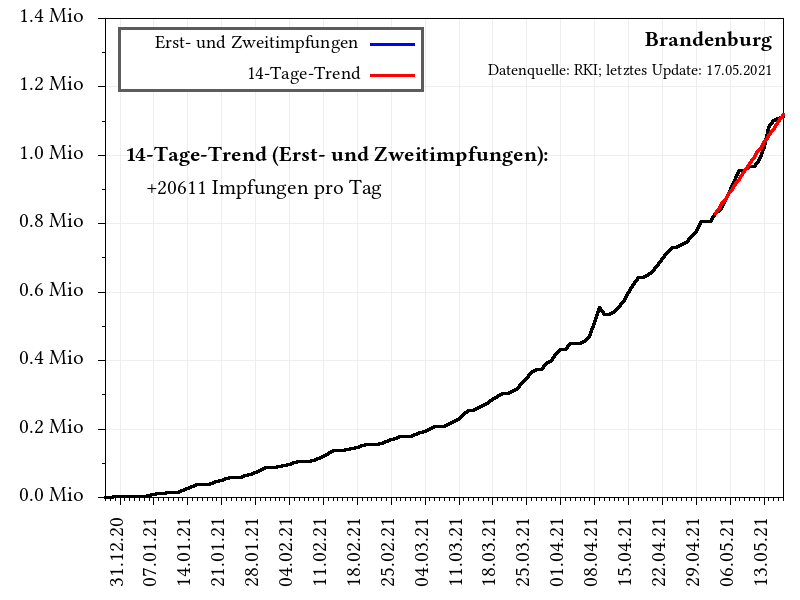 1.4 Mio
1.2 Mio
1.0 Mio
0.8 Mio
0.6 Mio
0.4 Mio
0.2 Mio
0.0 Mio
Erst- und Zweitimpfungen
14-Tage-Trend
Brandenburg
Datenquelle: RKI; letztes Update: 17.05.2021
14-Tage-Trend (Erst- und Zweitimpfungen):
+20611 Impfungen pro Tag
31.12.20
07.01.21
14.01.21
21.01.21
28.01.21
04.02.21
11.02.21
18.02.21
25.02.21
04.03.21
11.03.21
18.03.21
25.03.21
01.04.21
08.04.21
15.04.21
22.04.21
29.04.21
06.05.21
13.05.21